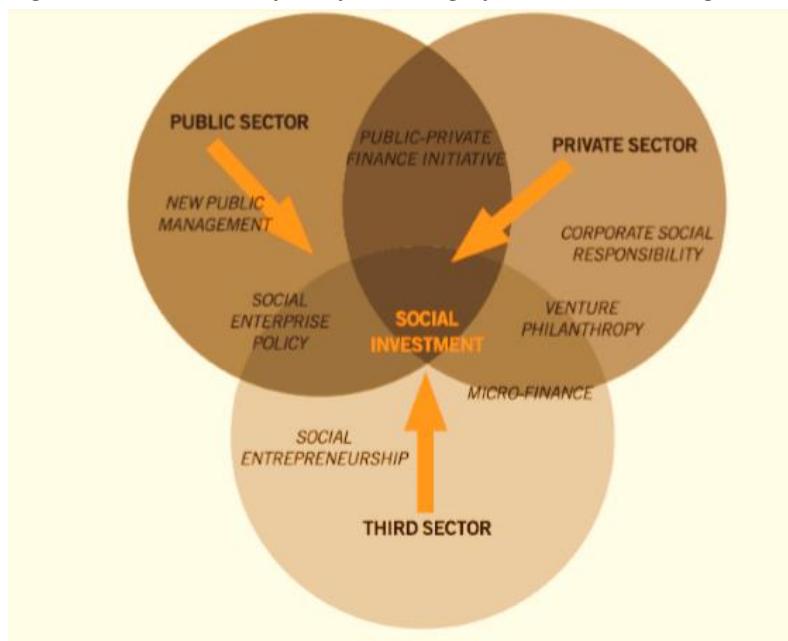 PUBLIC SECTOR
PUBLIC-PRIVATE
FINANCE INITIATIVE
PRIVATE SECTOR
NEW PUBLIC
MANAGEMENT
CORPORATE SOCIAL
RESPONSIBILITY
SOCIAL
ENTERPRISE
POLICY
SOCIAL
INVESTMENT
VENTURE
PHILANTHROPY
MICRO-FINANCE
SOCIAL
ENTREPRENEURSHIP
THIRD SECTOR